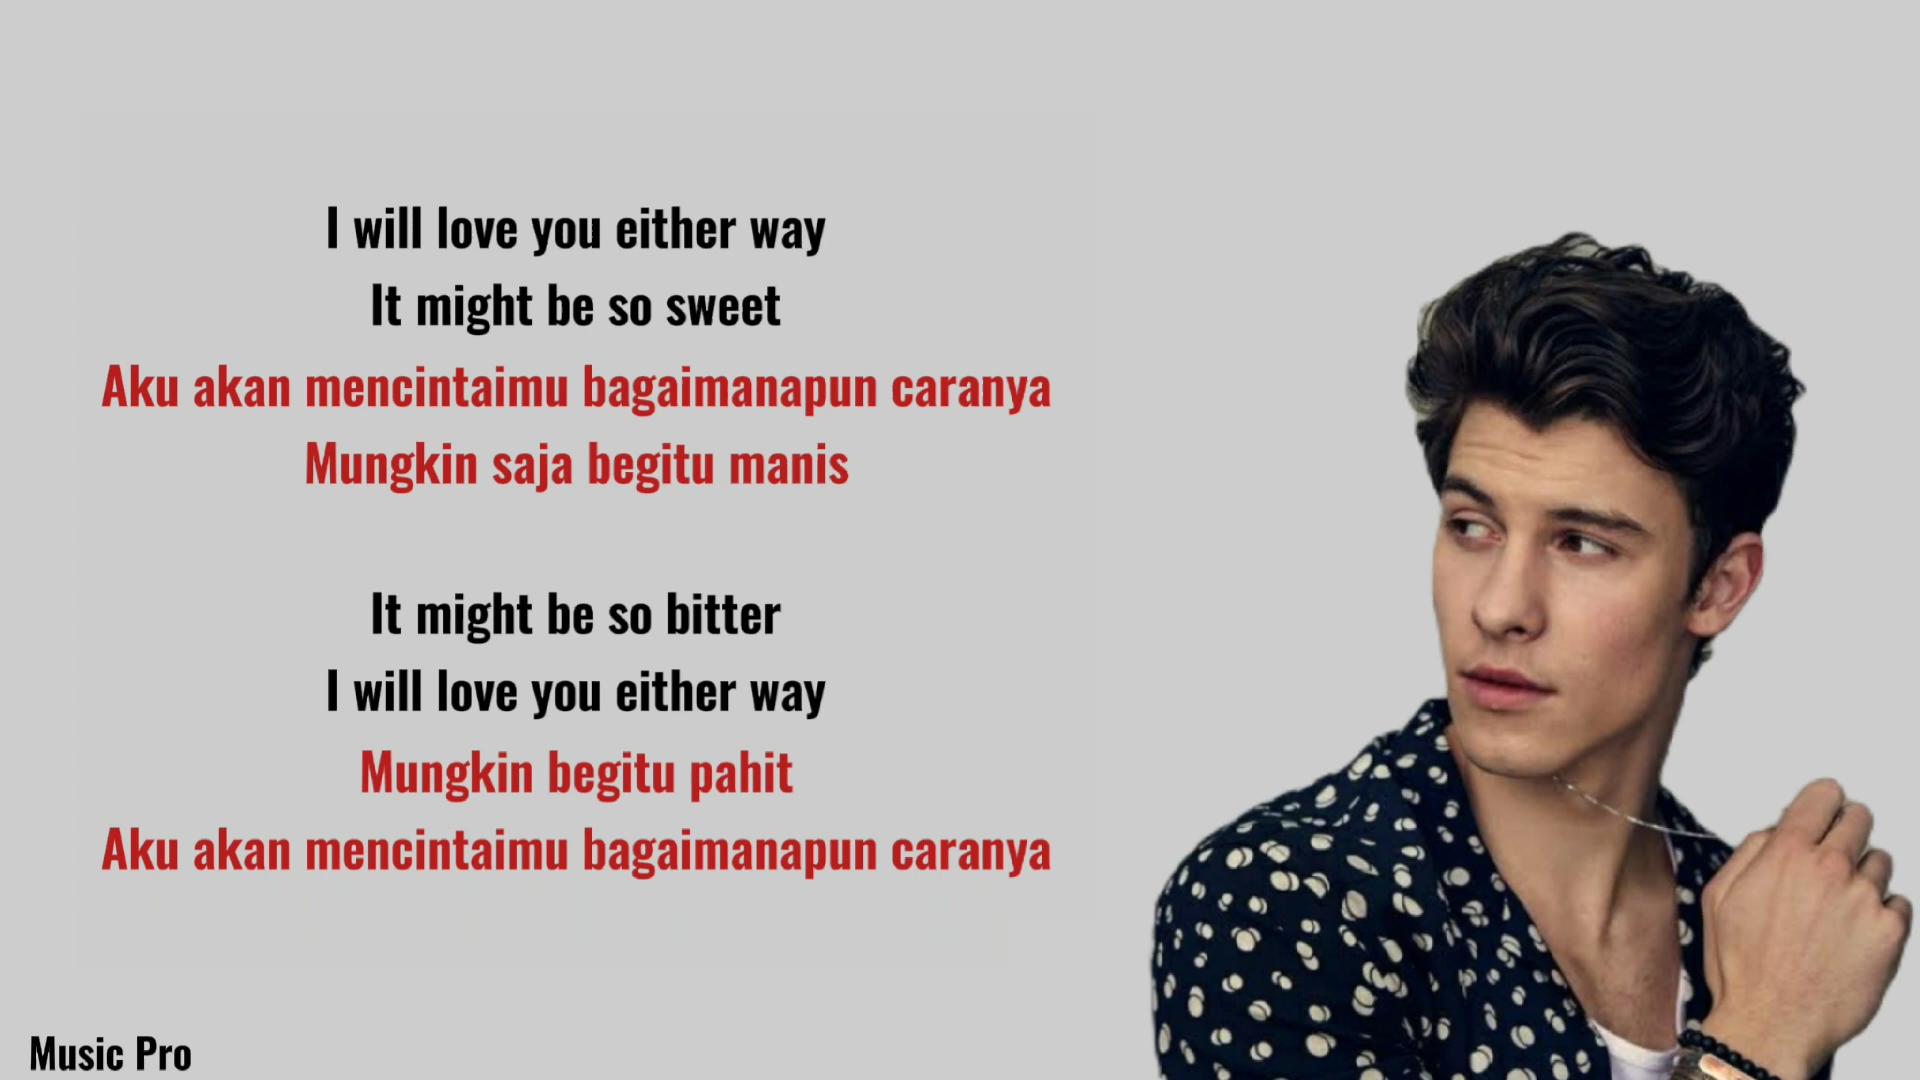 I will love you either way
It might be so sweet
Aku akan mencintaimu bagaimanapun caranya
Mungkin saja begitu manis
It might be so bitter
I will love you either way
Mungkin begitu pahit
Aku akan mencintaimu bagaimanapun caranya
Music Pro